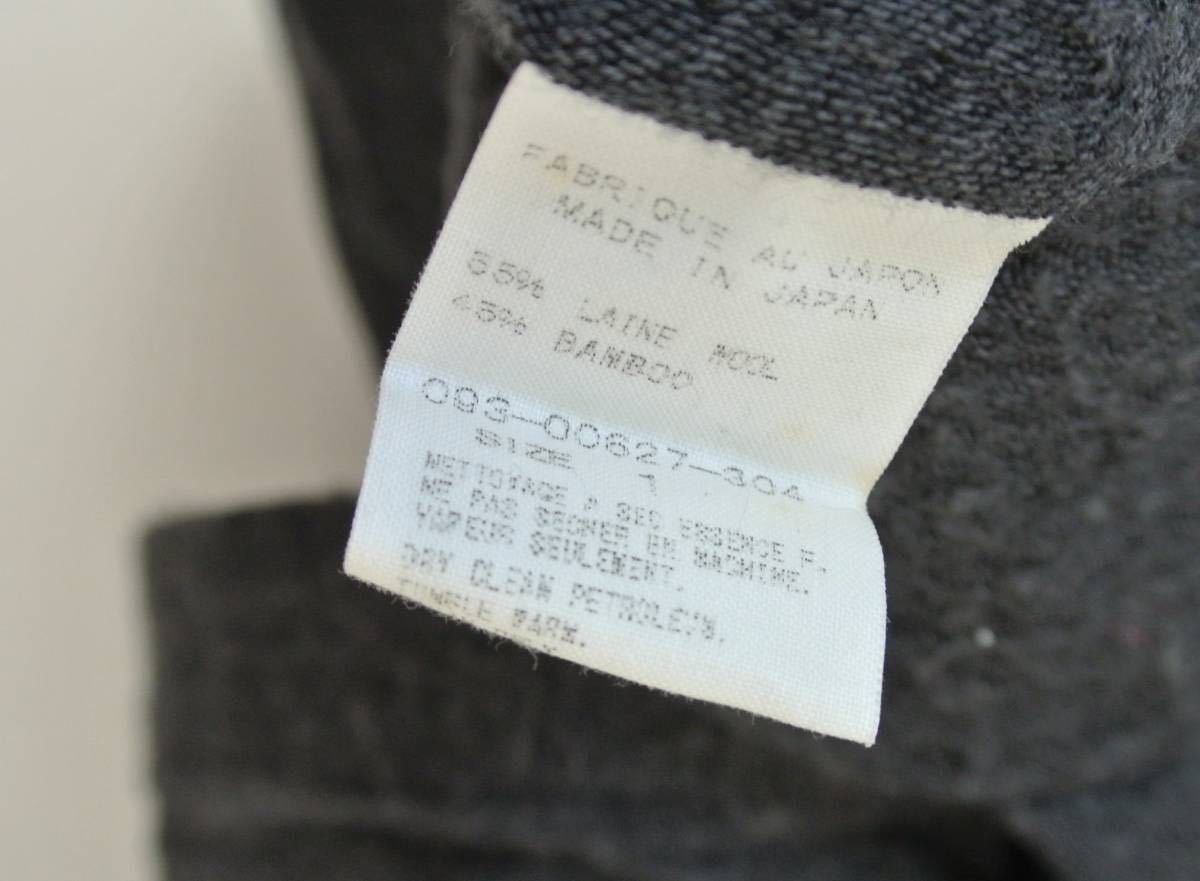 FABRIQUE AU JAPON
MADE IN JAPAN
55% LAINE WOOL
45% BAMBOO
093-00627-304
SIZE 1
NETTOYAGE A SEC ESSENCE F.
NE PAS SECHER EN MACHINE.
VAPEUR SEULEMENT.
DRY CLEAN PETROLE/S.
TUMBLE WARM.